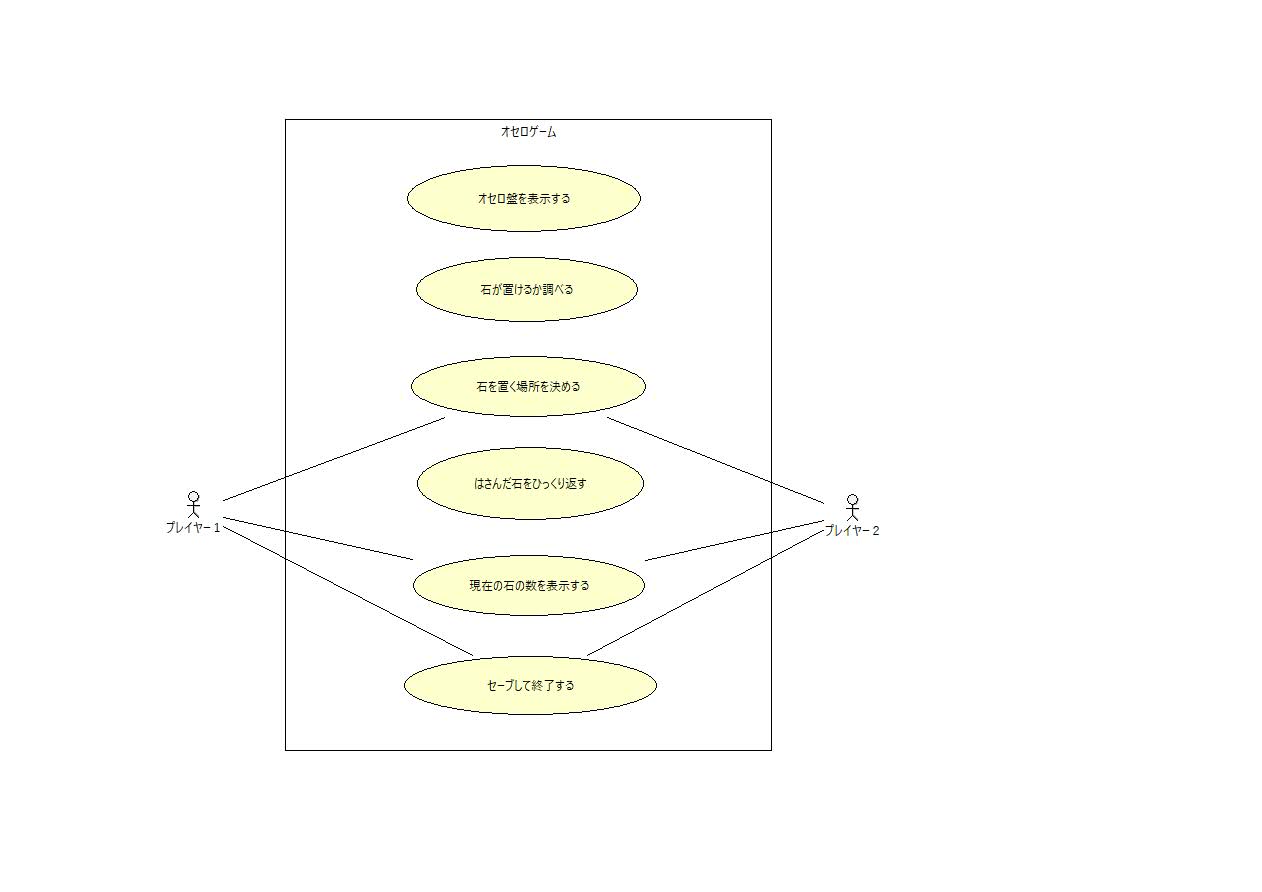 オセロゲーム
オセロ盤を表示する
石が置けるか調べる
石を置く場所を決める
はさんだ石をひっくり返す
プレイヤー１
プレイヤー２
現在の石の数を表示する
セーブして終了する